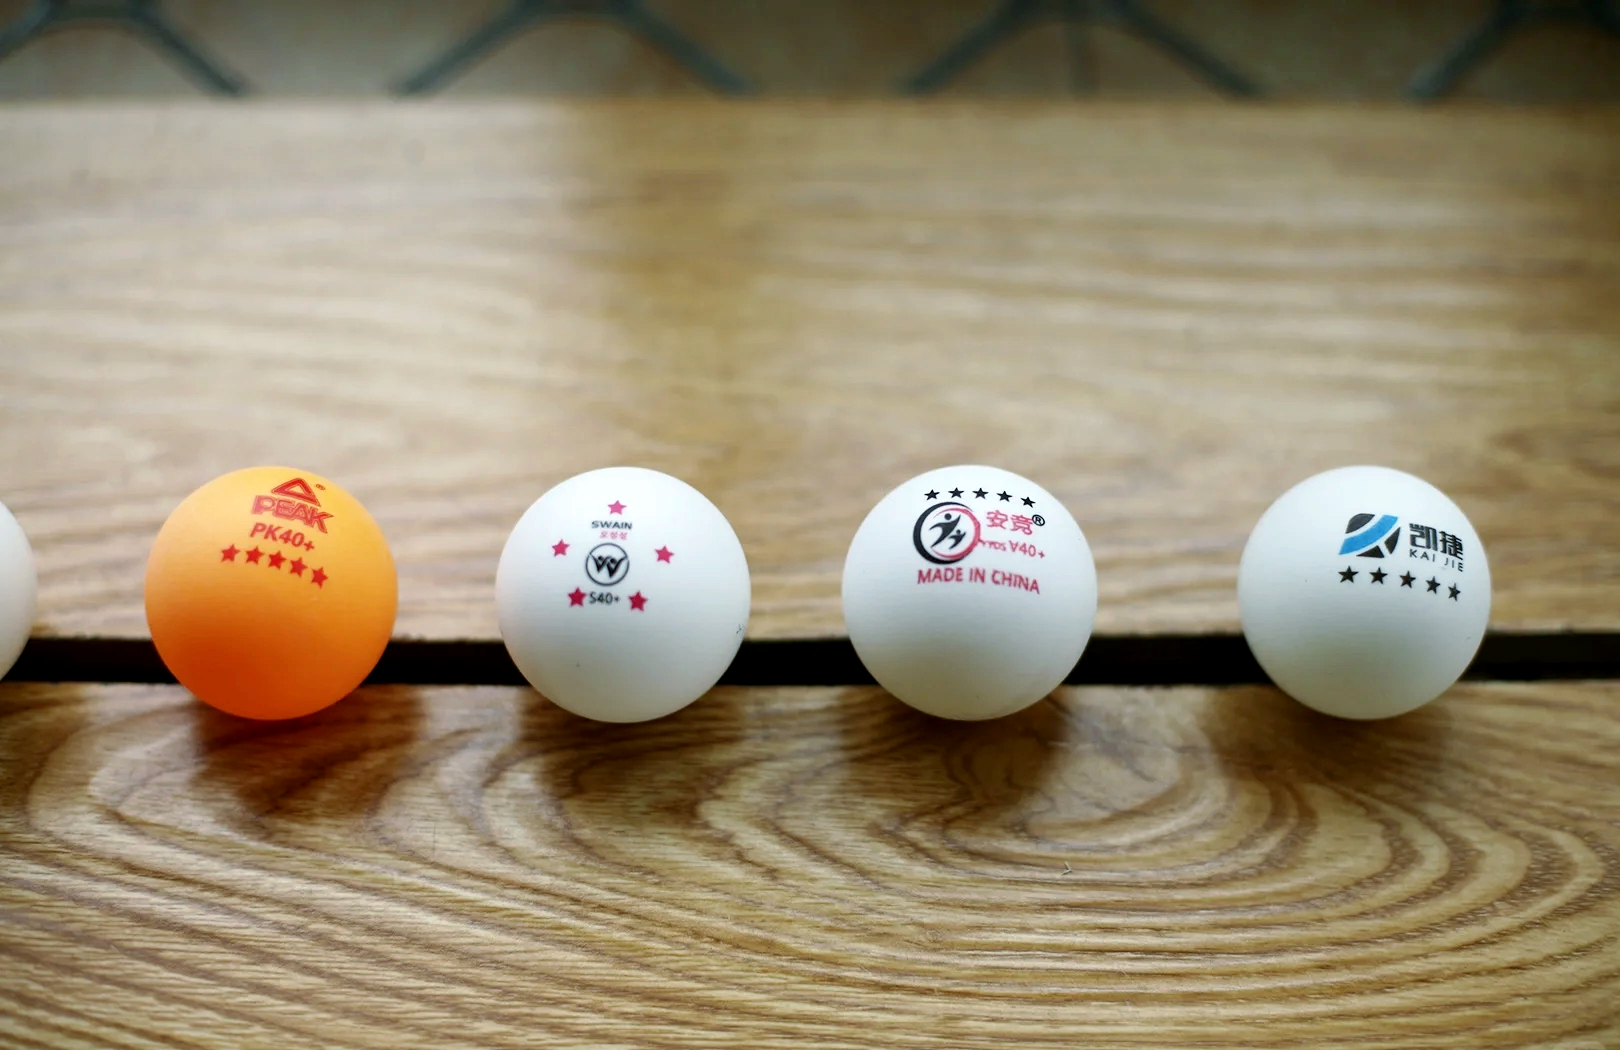 PEAK
PK40+
SWAIN
S40+
安竞®
V40+
MADE IN CHINA
凯捷
KAI JIE